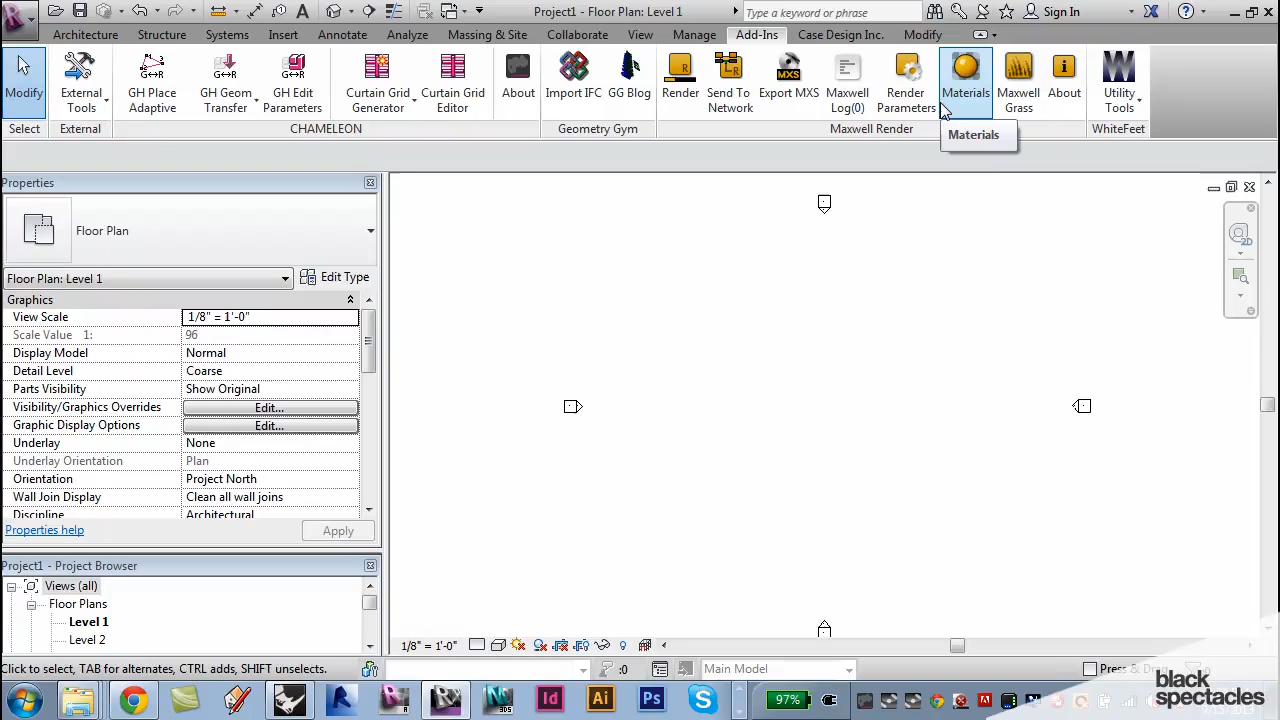 Project1 - Floor Plan: Level 1
Type a keyword or phrase
Sign In
Architecture Structure Systems Insert Annotate Analyze Massing & Site Collaborate View Manage Add-Ins Case Design Inc. Modify
Modify
External Tools
GH Place Adaptive
GH Geom Transfer
GH Edit Parameters
Curtain Grid Generator
Curtain Grid Editor
About
Import IFC
GG Blog
Render
Send To Network
MXS
Export MXS
Maxwell Log(0)
Render Parameters
Materials
Maxwell Grass
About
Utility Tools
Select External CHAMELEON Geometry Gym Maxwell Render WhiteFeet
Materials
Properties
Floor Plan
Floor Plan: Level 1 Edit Type
Graphics
View Scale 1/8" = 1'-0"
Scale Value 1: 96
Display Model Normal
Detail Level Coarse
Parts Visibility Show Original
Visibility/Graphics Overrides Edit...
Graphic Display Options Edit...
Underlay None
Underlay Orientation Plan
Orientation Project North
Wall Join Display Clean all wall joins
Discipline Architectural
Properties help Apply
2D
Project1 - Project Browser
Views (all)
Floor Plans
Level 1
Level 2
1/8" = 1'-0"
Click to select, TAB for alternates, CTRL adds, SHIFT unselects.
:0
Main Model
Press & Drag
97%
black
spectacles